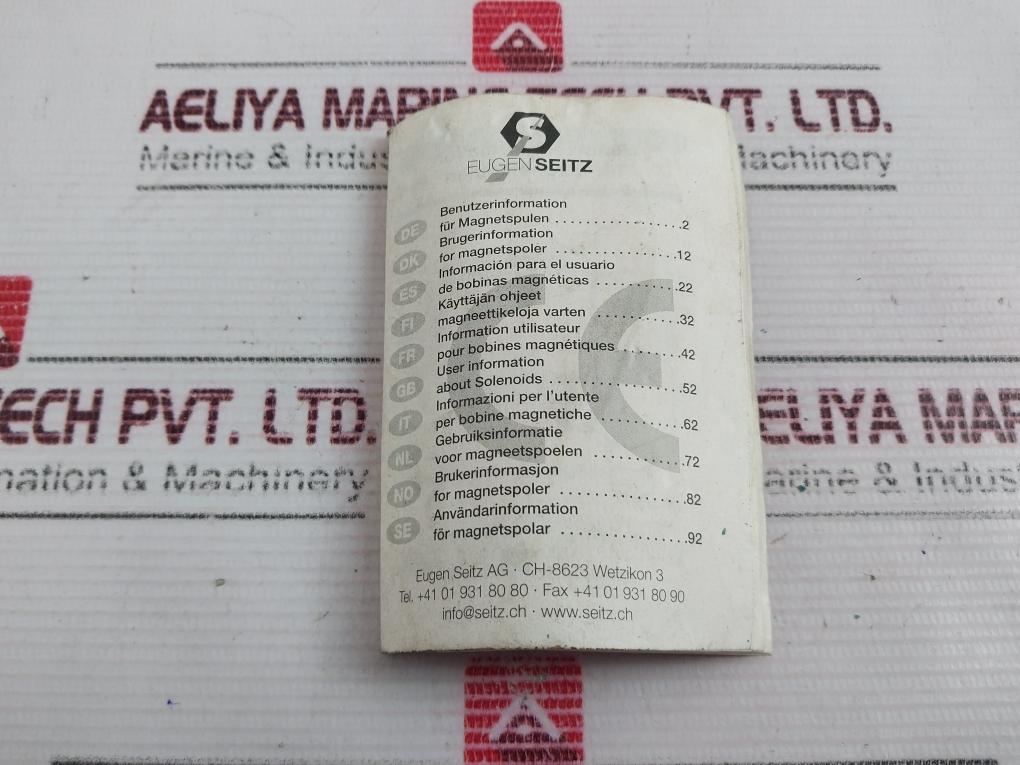 AELIYA MARINE TECH PVT. LTD.
Marine & Indus achinery
S
EUGEN SEITZ
Benutzerinformation
DE für Magnetspulen ..................2
Brugerinformation
DK for magnetspoler ..................12
Información para el usuario
ES de bobinas magnéticas ............22
Käyttäjän ohjeet
FI magneettikeloja varten ............32
Information utilisateur
FR pour bobines magnétiques ........42
User information
GB about Solenoids ..................52
Informazioni per l'utente
IT per bobine magnetiche ............62
Gebruiksinformatie
NL voor magneetspoelen ............72
Brukerinformasjon
NO for magnetspoler ..................82
Användarinformation
SE för magnetspolar ..................92
CE
Eugen Seitz AG · CH-8623 Wetzikon 3
Tel. +41 01 931 80 80 · Fax +41 01 931 80 90
info@seitz.ch · www.seitz.ch
TECH PVT. LTD.
mation & Machinery
AELIYA MAR
arine & Indus